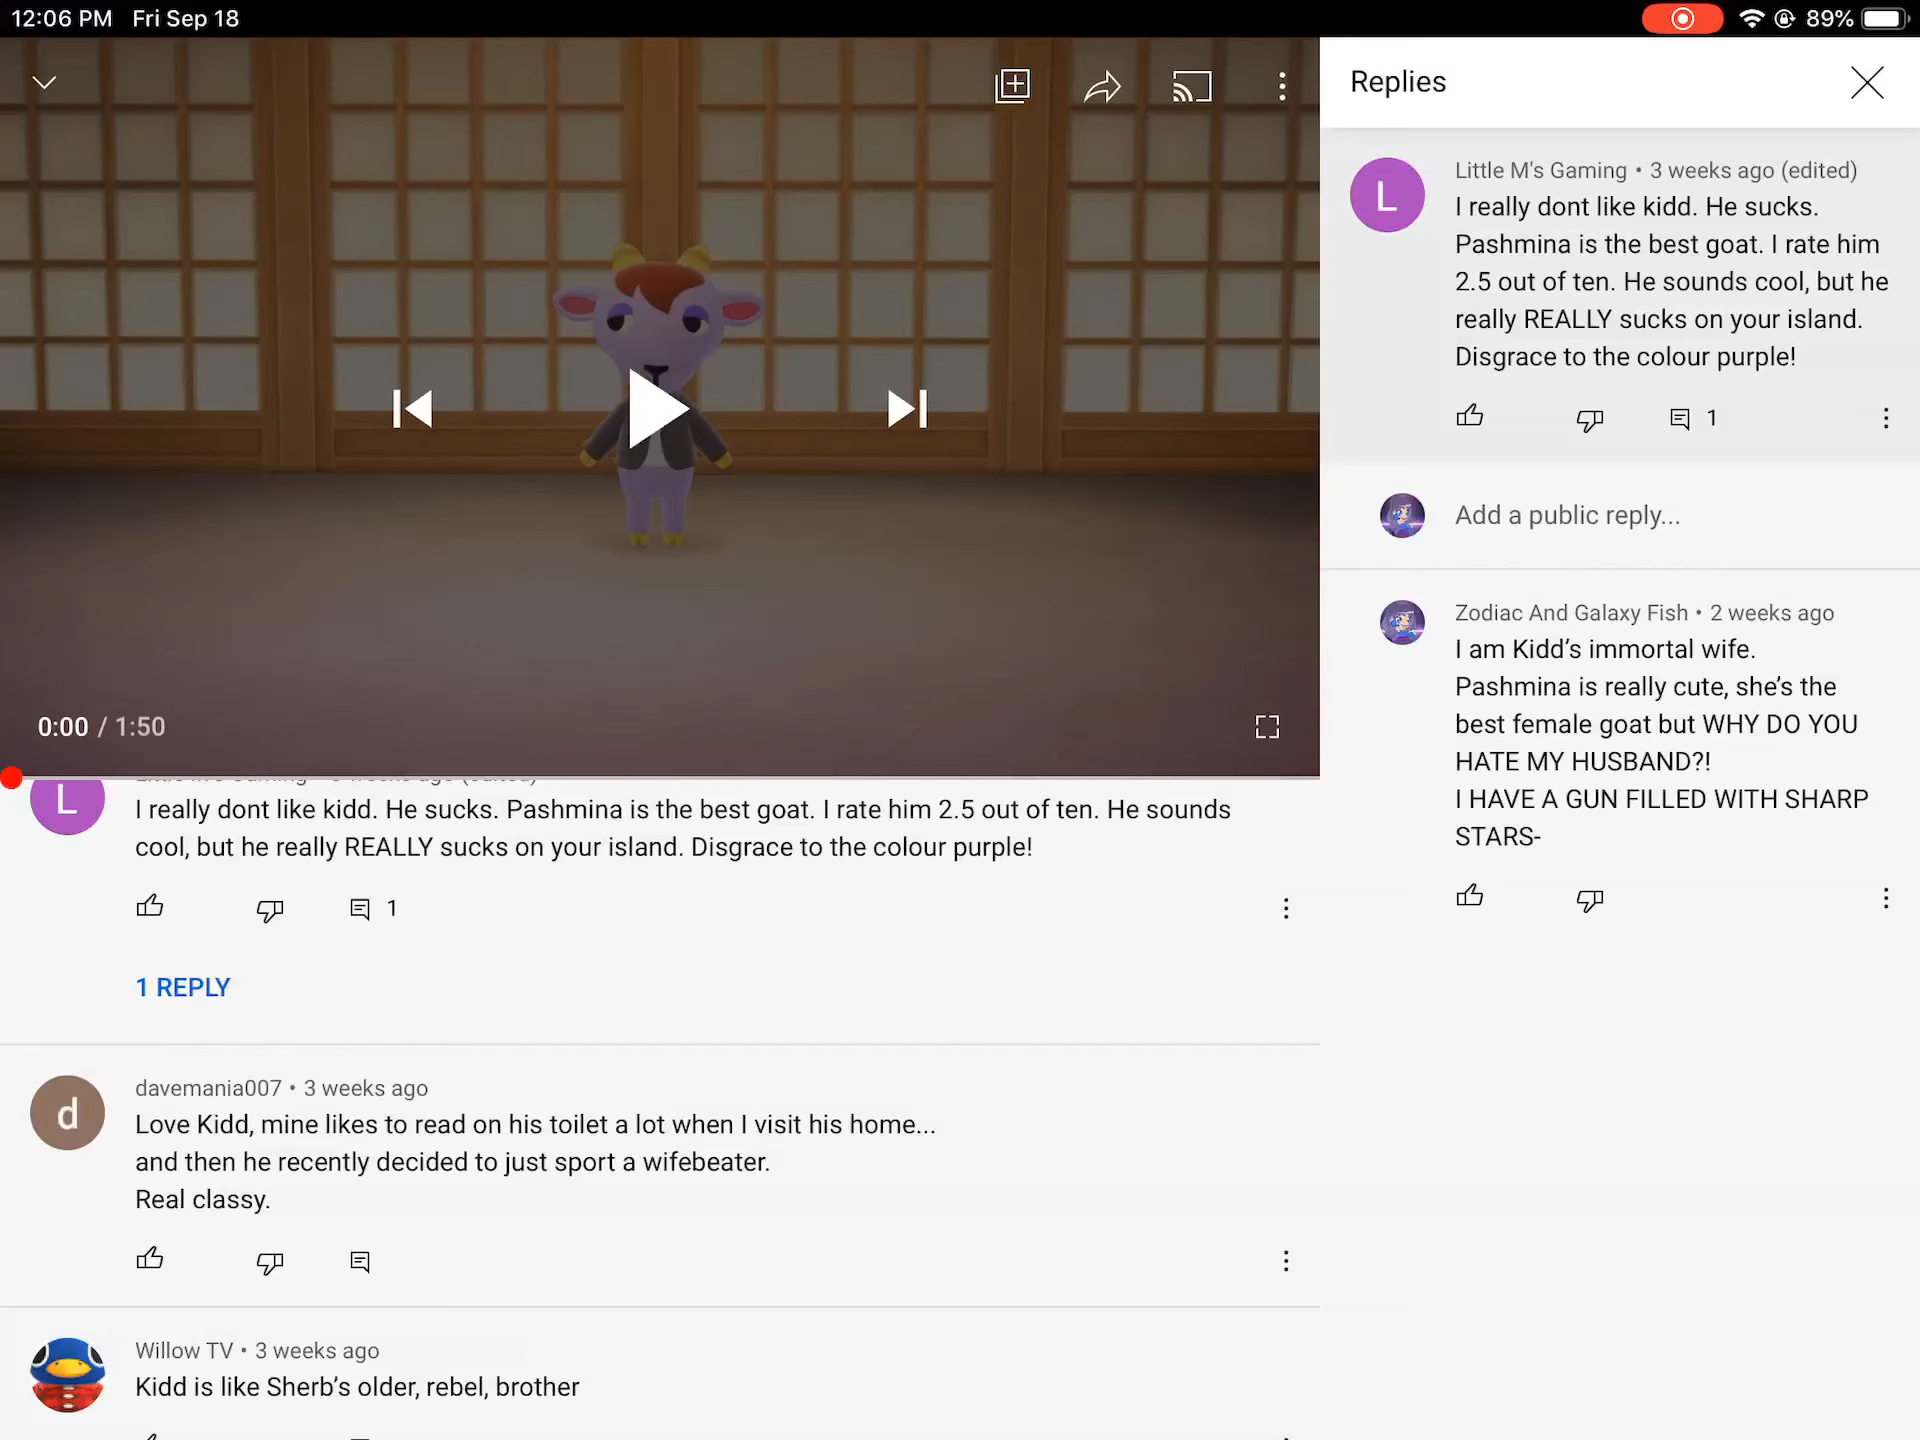 12:06 PM Fri Sep 18
89%
0:00 / 1:50
L
I really dont like kidd. He sucks. Pashmina is the best goat. I rate him 2.5 out of ten. He sounds
cool, but he really REALLY sucks on your island. Disgrace to the colour purple!
1
1 REPLY
d
davemania007 • 3 weeks ago
Love Kidd, mine likes to read on his toilet a lot when I visit his home...
and then he recently decided to just sport a wifebeater.
Real classy.
Willow TV • 3 weeks ago
Kidd is like Sherb’s older, rebel, brother
Replies
L
Little M's Gaming • 3 weeks ago (edited)
I really dont like kidd. He sucks.
Pashmina is the best goat. I rate him
2.5 out of ten. He sounds cool, but he
really REALLY sucks on your island.
Disgrace to the colour purple!
1
Add a public reply...
Zodiac And Galaxy Fish • 2 weeks ago
I am Kidd’s immortal wife.
Pashmina is really cute, she’s the
best female goat but WHY DO YOU
HATE MY HUSBAND?!
I HAVE A GUN FILLED WITH SHARP
STARS-